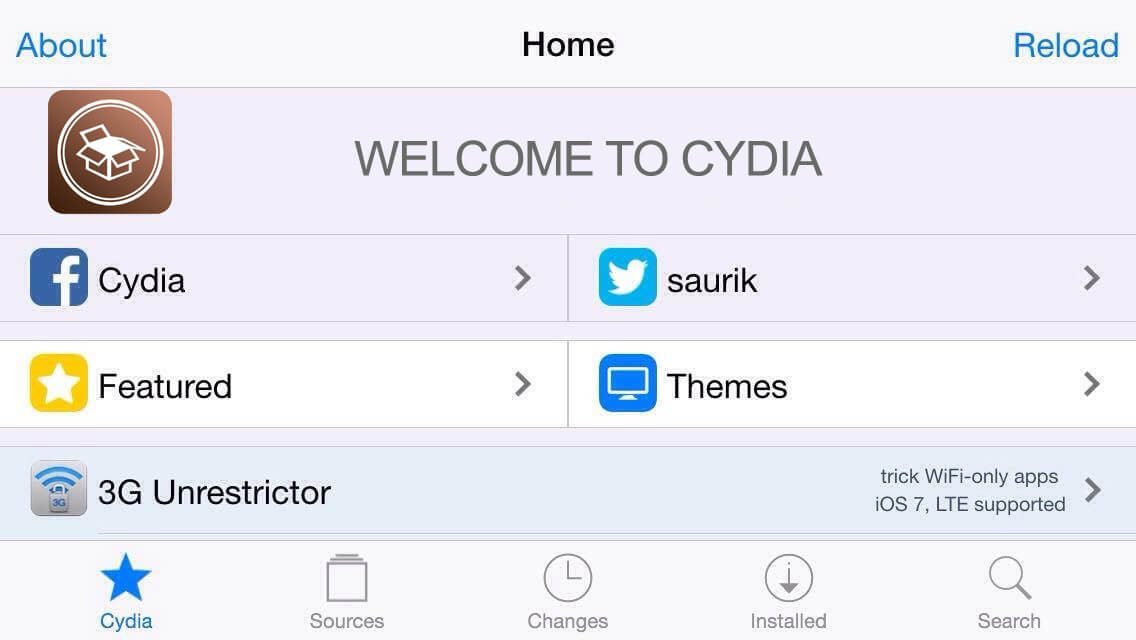 About
Home
Reload
WELCOME TO CYDIA
Cydia
saurik
Featured
Themes
3G
3G Unrestrictor
trick WiFi-only apps
iOS 7, LTE supported
Cydia
Sources
Changes
Installed
Search